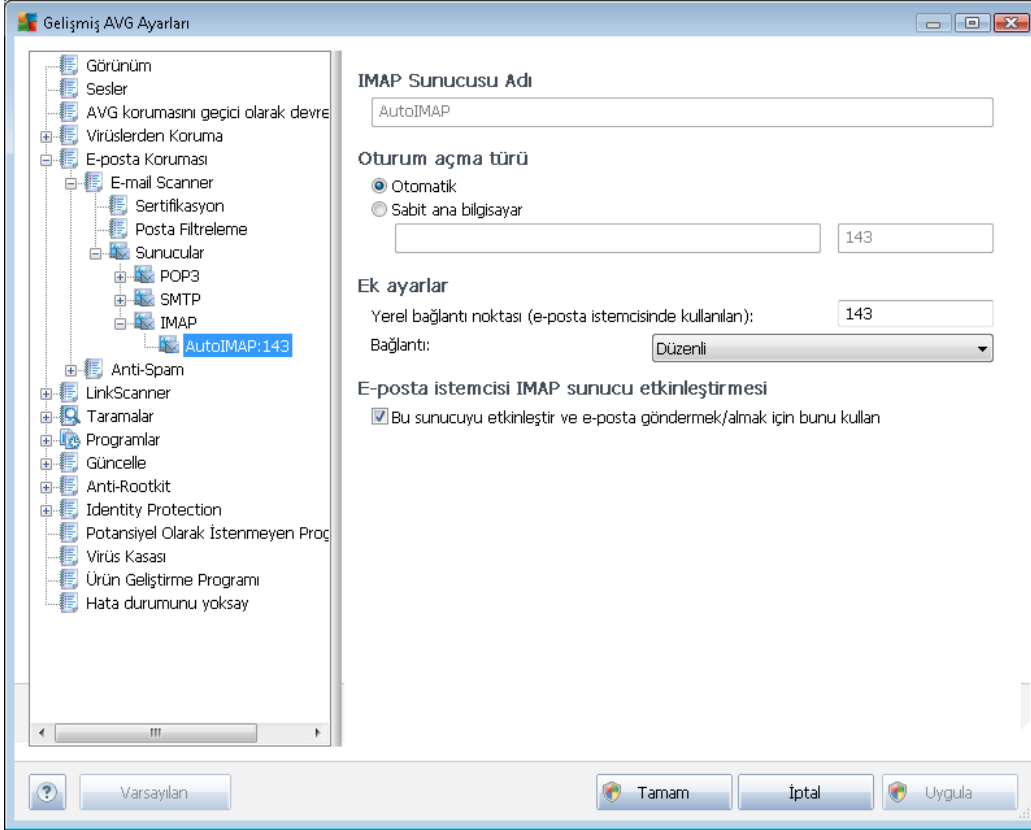 Gelişmiş AVG Ayarları
Görünüm
Sesler
AVG korumasını geçici olarak devre
Virüslerden Koruma
E-posta Koruması
E-mail Scanner
Sertifikasyon
Posta Filtreleme
Sunucular
POP3
SMTP
IMAP
AutoIMAP:143
Anti-Spam
LinkScanner
Taramalar
Programlar
Güncelle
Anti-Rootkit
Identity Protection
Potansiyel Olarak İstenmeyen Prog
Virüs Kasası
Ürün Geliştirme Programı
Hata durumunu yoksay
IMAP Sunucusu Adı
AutoIMAP
Oturum açma türü
Otomatik
Sabit ana bilgisayar
143
Ek ayarlar
Yerel bağlantı noktası (e-posta istemcisinde kullanılan): 143
Bağlantı: Düzenli
E-posta istemcisi IMAP sunucu etkinleştirmesi
Bu sunucuyu etkinleştir ve e-posta göndermek/almak için bunu kullan
? Varsayılan Tamam İptal Uygula